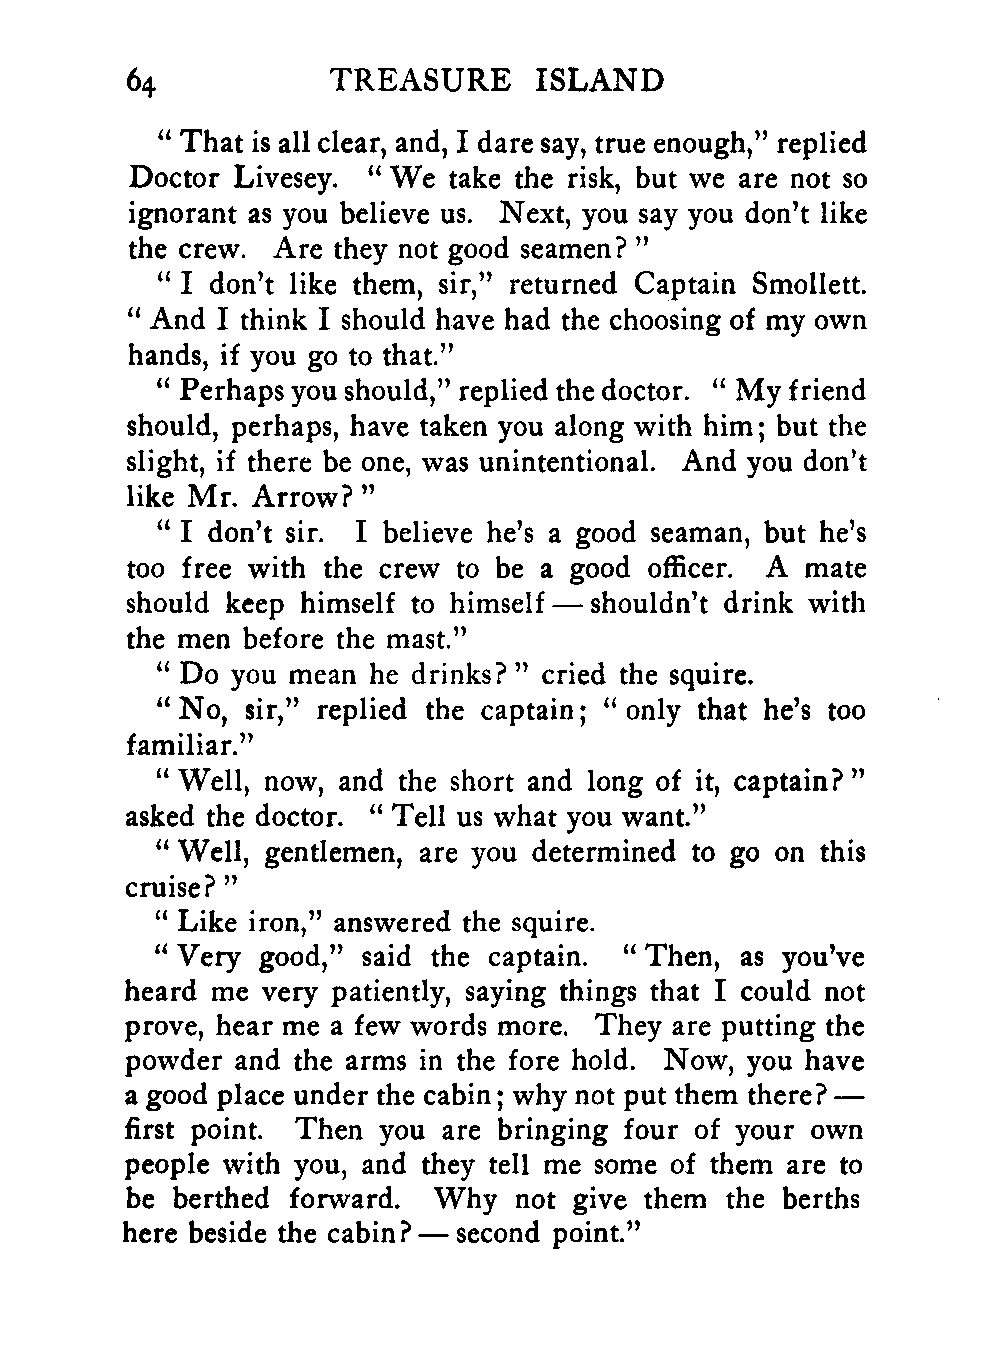 64 TREASURE ISLAND
“ That is all clear, and, I dare say, true enough,” replied
Doctor Livesey. “ We take the risk, but we are not so
ignorant as you believe us. Next, you say you don’t like
the crew. Are they not good seamen? ”
“ I don’t like them, sir,” returned Captain Smollett.
“ And I think I should have had the choosing of my own
hands, if you go to that.”
“ Perhaps you should,” replied the doctor. “ My friend
should, perhaps, have taken you along with him; but the
slight, if there be one, was unintentional. And you don’t
like Mr. Arrow? ”
“ I don’t sir. I believe he’s a good seaman, but he’s
too free with the crew to be a good officer. A mate
should keep himself to himself — shouldn’t drink with
the men before the mast.”
“ Do you mean he drinks? ” cried the squire.
“ No, sir,” replied the captain; “ only that he’s too
familiar.”
“ Well, now, and the short and long of it, captain? ”
asked the doctor. “ Tell us what you want.”
“ Well, gentlemen, are you determined to go on this
cruise? ”
“ Like iron,” answered the squire.
“ Very good,” said the captain. “ Then, as you’ve
heard me very patiently, saying things that I could not
prove, hear me a few words more. They are putting the
powder and the arms in the fore hold. Now, you have
a good place under the cabin; why not put them there? —
first point. Then you are bringing four of your own
people with you, and they tell me some of them are to
be berthed forward. Why not give them the berths
here beside the cabin? — second point.”